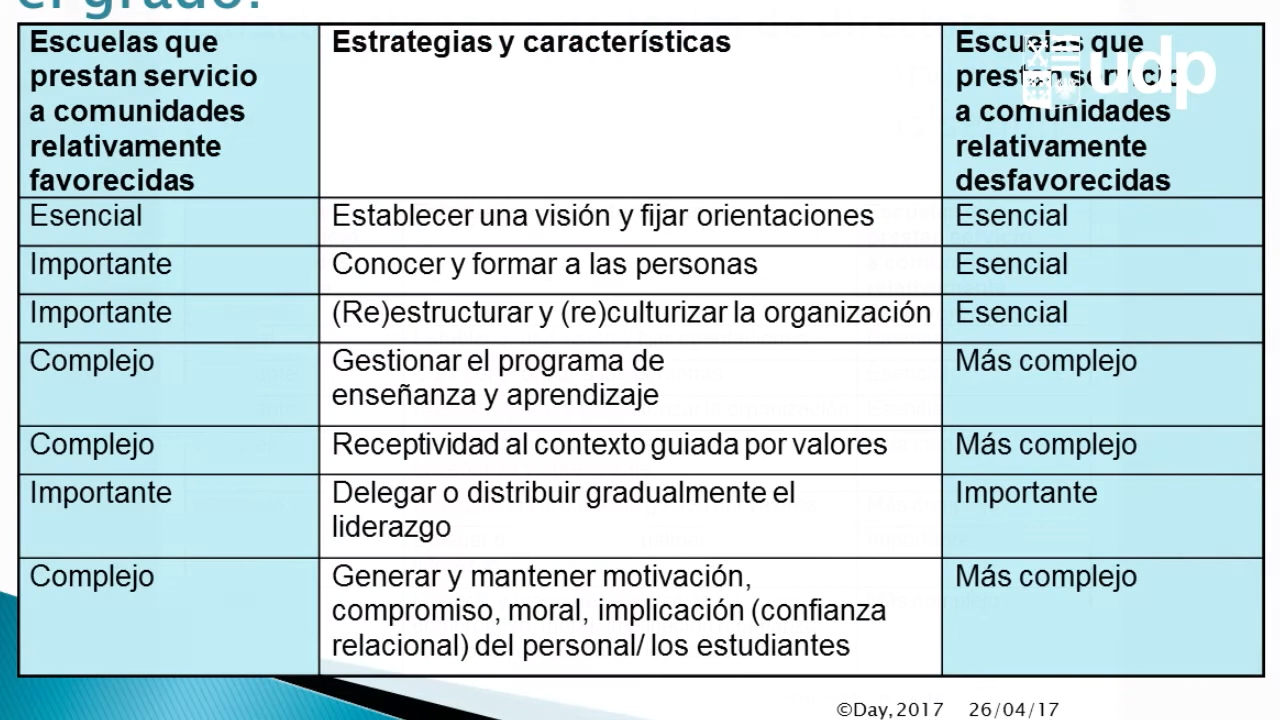 el grado:
Escuelas que
prestan servicio
a comunidades
relativamente
favorecidas
Estrategias y características
Escuelas que
prestan servicio
a comunidades
relativamente
desfavorecidas
udp
Esencial
Establecer una visión y fijar orientaciones
Esencial
Importante
Conocer y formar a las personas
Esencial
Importante
(Re)estructurar y (re)culturizar la organización
Esencial
Complejo
Gestionar el programa de
enseñanza y aprendizaje
Más complejo
Complejo
Receptividad al contexto guiada por valores
Más complejo
Importante
Delegar o distribuir gradualmente el
liderazgo
Importante
Complejo
Generar y mantener motivación,
compromiso, moral, implicación (confianza
relacional) del personal/ los estudiantes
Más complejo
©Day,2017 26/04/17